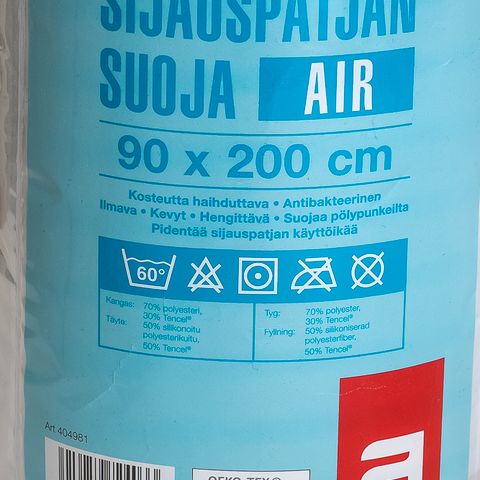 SIJAUSPATJAN
SUOJA AIR
90 x 200 cm
Kosteutta haihduttava • Antibakteerinen
Ilmava • Kevyt • Hengittävä • Suojaa pölypunkeilta
Pidentää sijauspatjan käyttöikää
60°
Kangas: 70% polyesteri,
30% Tencel®
Täyte: 50% silikonoitu
polyesterikuitu,
50% Tencel®
Tyg: 70% polyester,
30% Tencel®
Fyllning: 50% silikoniserad
polyesterfiber,
50% Tencel®
Art 404981
OEKO-TEX®